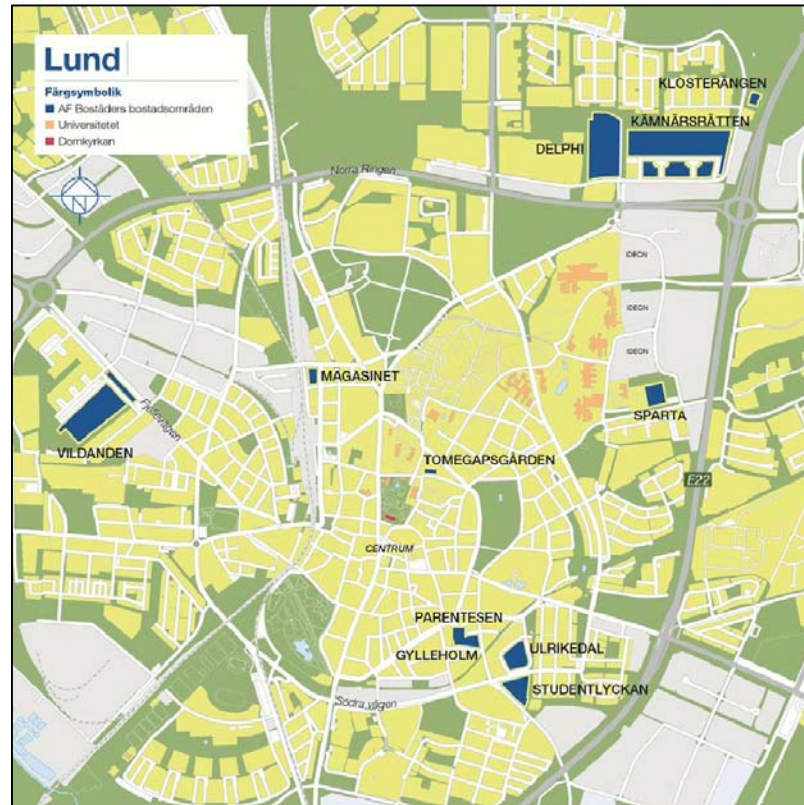 Lund
Färgsymbolik
AF Bostäders bostadsområden
Universitetet
Domkyrkan
N
KLOSTERÄNGEN
KÄMNÄRSRÄTTEN
DELPHI
Norra Ringen
IDEON
IDEON
IDEON
MAGASINET
SPARTA
Fjelievägen
VILDANDEN
TOMEGAPSGÅRDEN
E22
CENTRUM
PARENTESEN
GYLLEHOLM
ULRIKEDAL
STUDENTLYCKAN
Södra vägen